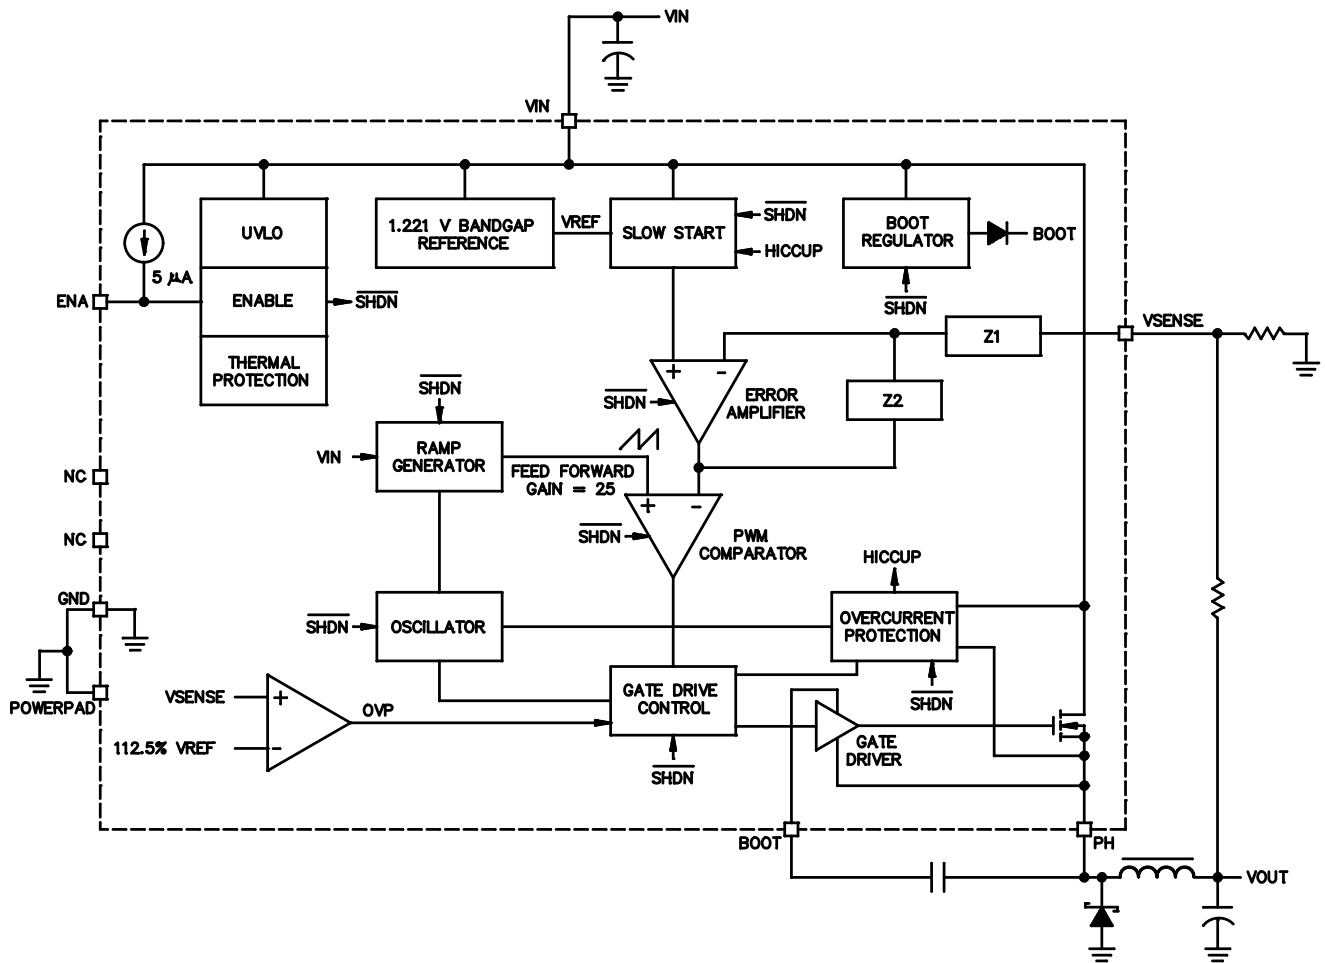 VIN
VIN
UVLO
1.221 V BANDGAP
REFERENCE
VREF
SLOW START
SHDN
HICCUP
BOOT
REGULATOR
BOOT
5 μA
ENA
ENABLE
SHDN
SHDN
VSENSE
Z1
THERMAL
PROTECTION
SHDN
+
-
SHDN
ERROR
AMPLIFIER
Z2
VIN
RAMP
GENERATOR
FEED FORWARD
GAIN = 25
NC
+
-
SHDN
PWM
COMPARATOR
NC
HICCUP
GND
SHDN
OSCILLATOR
OVERCURRENT
PROTECTION
POWERPAD
VSENSE
+
OVP
GATE DRIVE
CONTROL
SHDN
112.5% VREF
-
GATE
DRIVER
SHDN
BOOT
PH
VOUT